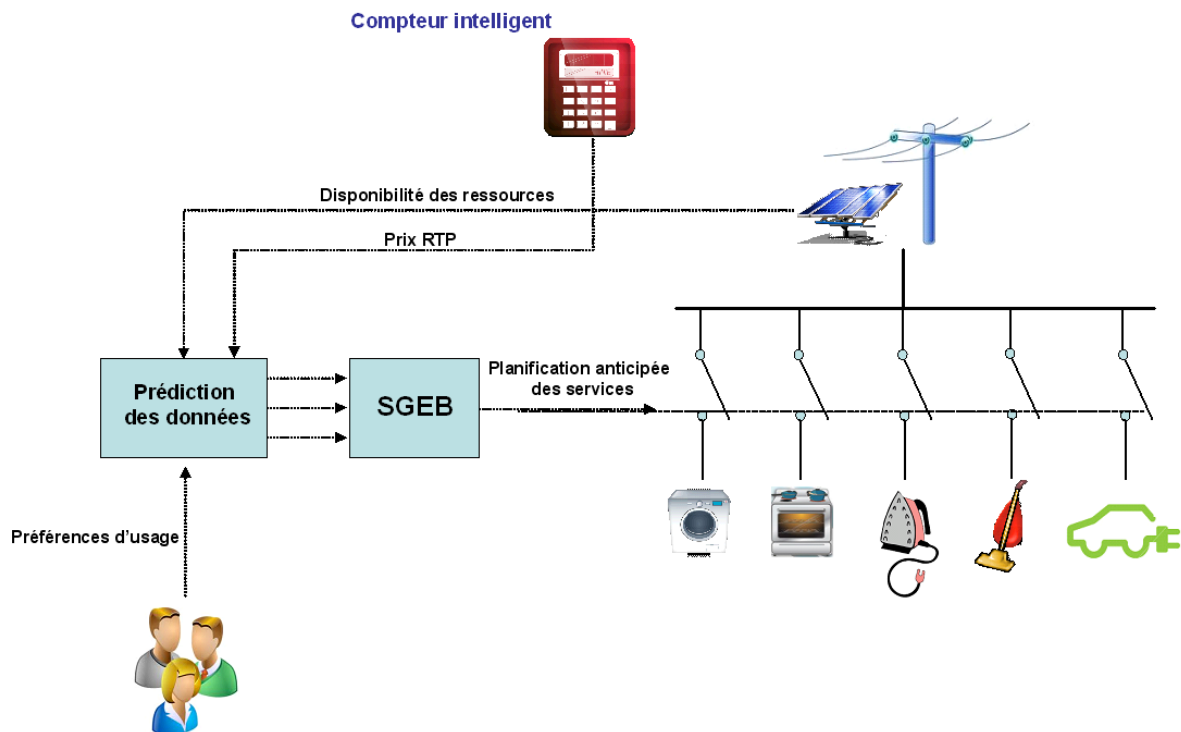 Compteur intelligent
Disponibilité des ressources
Prix RTP
Prédiction
des données
SGEB
Planification anticipée
des services
Préférences d'usage